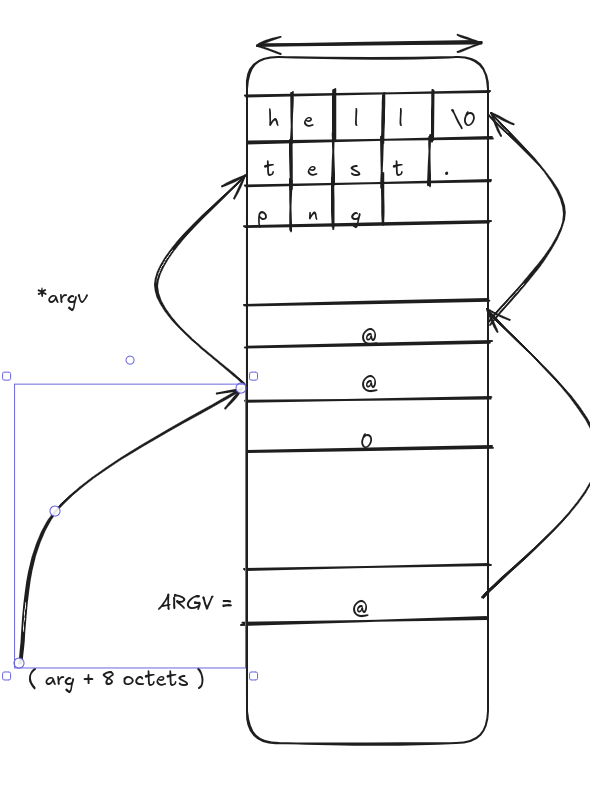 h e l l \0
t e s t .
p n g
*argv
@
@
0
ARGV = @
( arg + 8 octets )